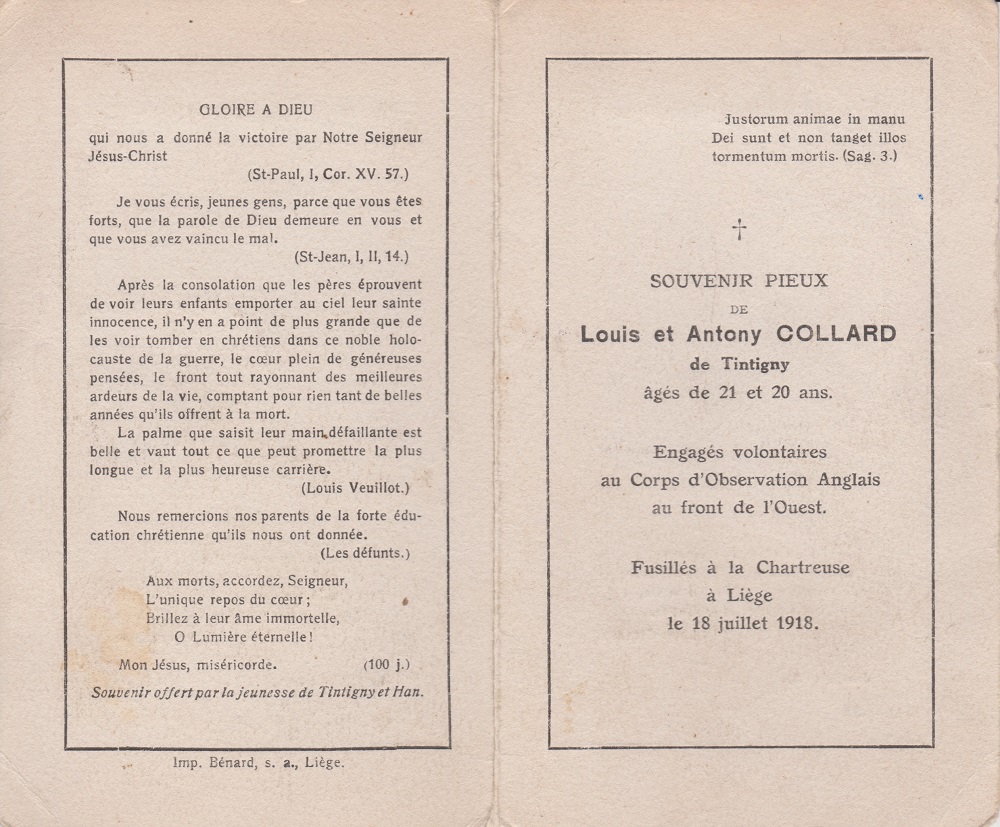 GLOIRE A DIEU
qui nous a donné la victoire par Notre Seigneur
Jésus-Christ
(St-Paul, I, Cor. XV. 57.)
Je vous écris, jeunes gens, parce que vous êtes
forts, que la parole de Dieu demeure en vous et
que vous avez vaincu le mal.
(St-Jean, I, II, 14.)
Après la consolation que les pères éprouvent
de voir leurs enfants emporter au ciel leur sainte
innocence, il n'y en a point de plus grande que de
les voir tomber en chrétiens dans ce noble holo-
causte de la guerre, le cœur plein de généreuses
pensées, le front tout rayonnant des meilleures
ardeurs de la vie, comptant pour rien tant de belles
années qu'ils offrent à la mort.
La palme que saisit leur main défaillante est
belle et vaut tout ce que peut promettre la plus
longue et la plus heureuse carrière.
(Louis Veuillot.)
Nous remercions nos parents de la forte édu-
cation chrétienne qu'ils nous ont donnée.
(Les défunts.)
Aux morts, accordez, Seigneur,
L'unique repos du cœur ;
Brillez à leur âme immortelle,
O Lumière éternelle !
Mon Jésus, miséricorde. (100 j.)
Souvenir offert par la jeunesse de Tintigny et Han.
Imp. Bénard, s. a., Liège.
Justorum animae in manu
Dei sunt et non tanget illos
tormentum mortis. (Sag. 3.)
†
SOUVENIR PIEUX
DE
Louis et Antony COLLARD
de Tintigny
âgés de 21 et 20 ans.
Engagés volontaires
au Corps d'Observation Anglais
au front de l'Ouest.
Fusillés à la Chartreuse
à Liège
le 18 juillet 1918.